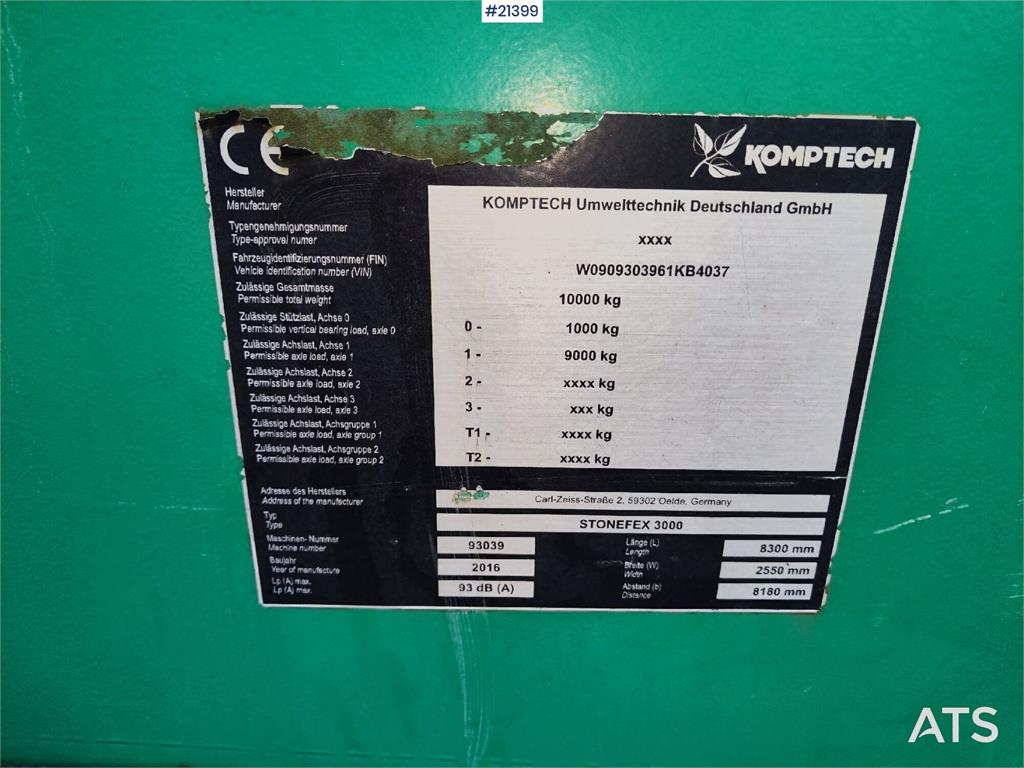 #21399
CE
KOMPTECH
Hersteller
Manufacturer
KOMPTECH Umwelttechnik Deutschland GmbH
Typengenehmigungsnummer
Type-approval numer
xxxx
Fahrzeugidentifizierungsnummer (FIN)
Vehicle identification number (VIN)
W0909303961KB4037
Zulässige Gesamtmasse
Permissible total weight
10000 kg
Zulässige Stützlast, Achse 0
Permissible vertical bearing load, axle 0
0 - 1000 kg
Zulässige Achslast, Achse 1
Permissible axle load, axle 1
1 - 9000 kg
Zulässige Achslast, Achse 2
Permissible axle load, axle 2
2 - xxxx kg
Zulässige Achslast, Achse 3
Permissible axle load, axle 3
3 - xxx kg
Zulässige Achslast, Achsgruppe 1
Permissible axle load, axle group 1
T1 - xxxx kg
Zulässige Achslast, Achsgruppe 2
Permissible axle load, axle group 2
T2 - xxxx kg
Adresse des Herstellers
Address of the manufacturer
Carl-Zeiss-Straße 2, 59302 Oelde, Germany
Typ
Type
STONEFEX 3000
Maschinen- Nummer
Machine number
93039
Länge (L)
Length
8300 mm
Baujahr
Year of manufacture
2016
Breite (W)
Width
2550 mm
Lp (A) max.
Lp (A) max.
93 dB (A)
Abstand (b)
Distance
8180 mm
ATS